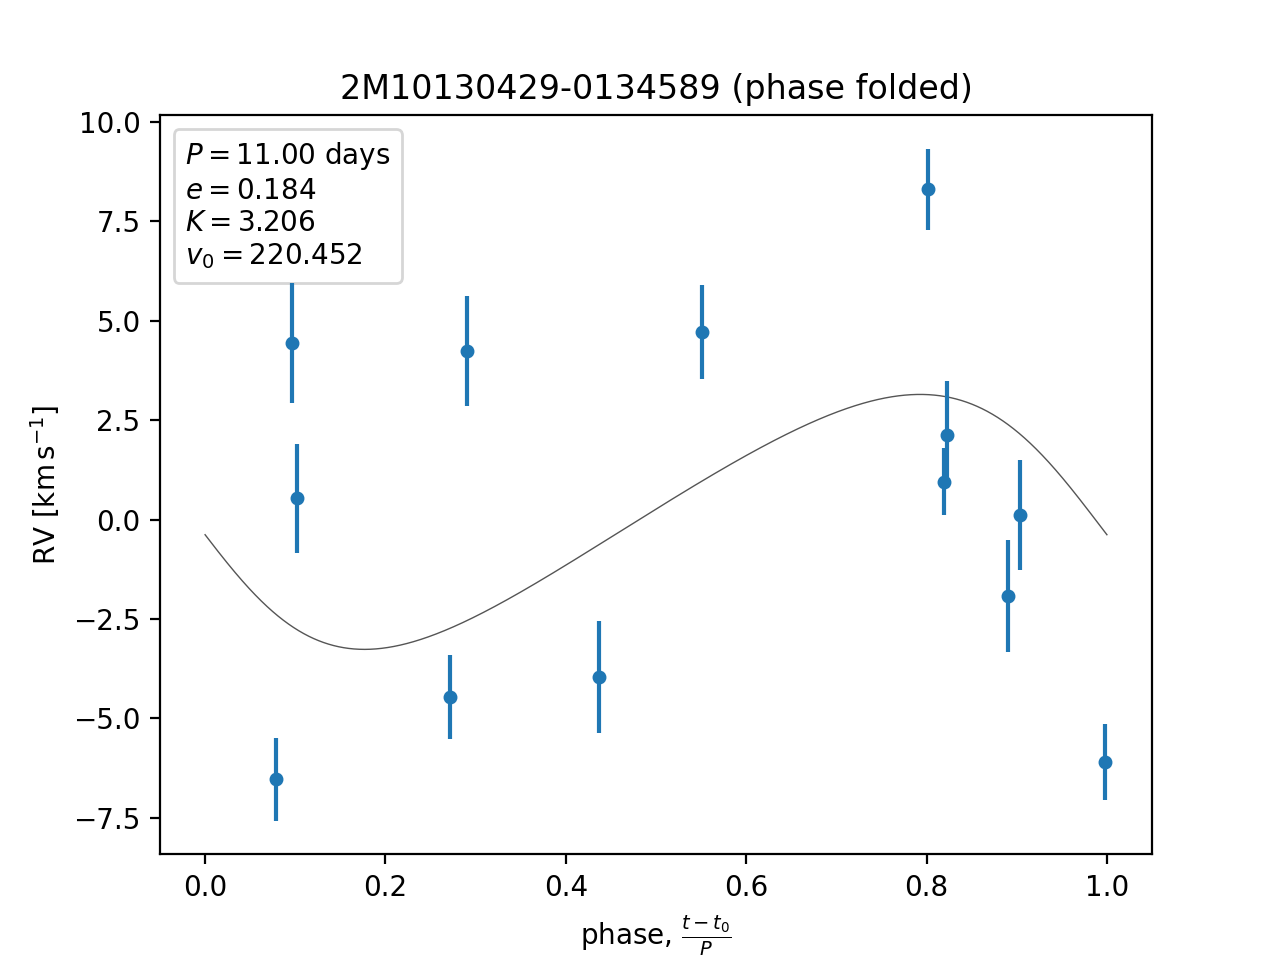 2M10130429-0134589 (phase folded)
P = 11.00 days
e = 0.184
K = 3.206
v₀ = 220.452
10.0
7.5
5.0
2.5
0.0
−2.5
−5.0
−7.5
RV [km s⁻¹]
0.0 0.2 0.4 0.6 0.8 1.0
phase, (t − t₀)/P